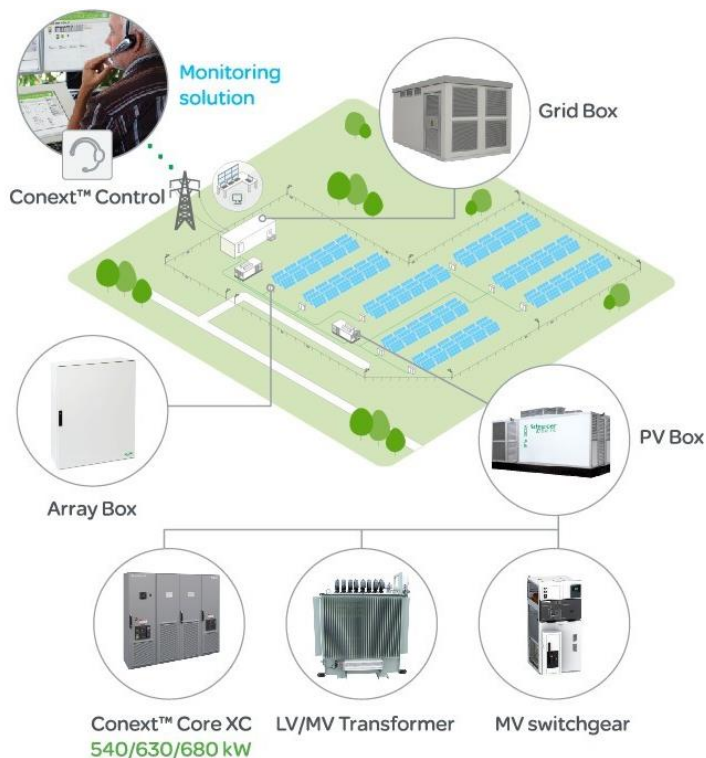 Monitoring
solution
Grid Box
Conext™ Control
PV Box
Array Box
Conext™ Core XC
540/630/680 kW
LV/MV Transformer
MV switchgear